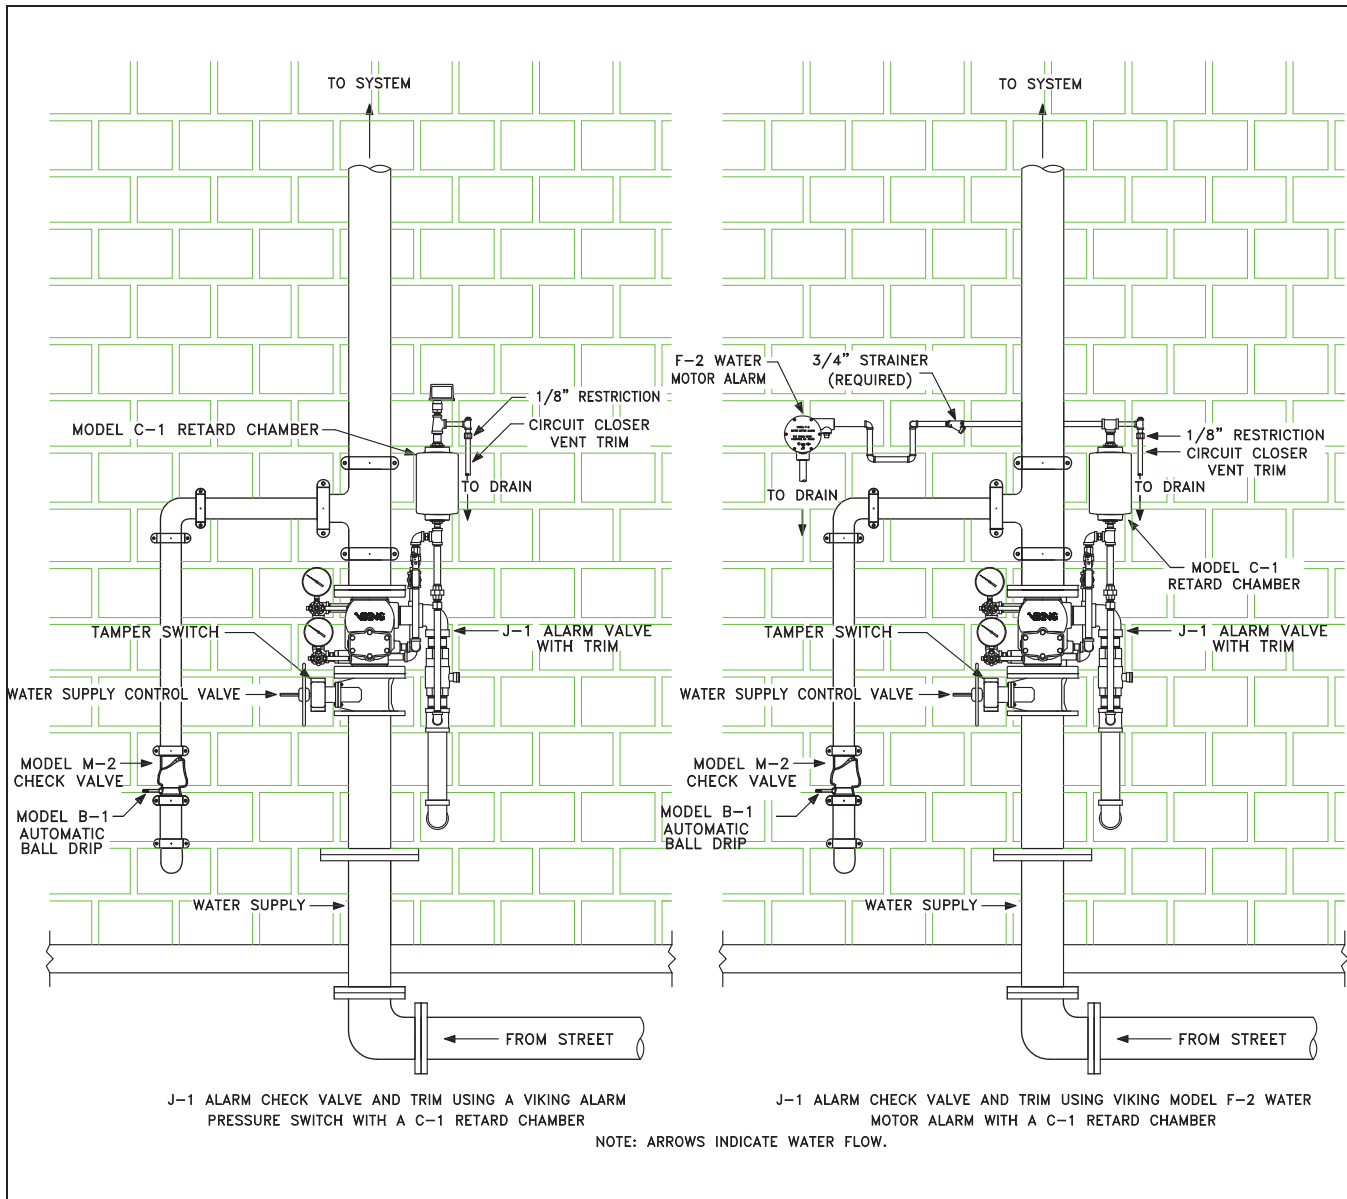 TO SYSTEM
1/8" RESTRICTION
CIRCUIT CLOSER
VENT TRIM
MODEL C-1 RETARD CHAMBER
TO DRAIN
VIKING
TAMPER SWITCH
J-1 ALARM VALVE
WITH TRIM
WATER SUPPLY CONTROL VALVE
MODEL M-2
CHECK VALVE
MODEL B-1
AUTOMATIC
BALL DRIP
WATER SUPPLY
FROM STREET
J-1 ALARM CHECK VALVE AND TRIM USING A VIKING ALARM
PRESSURE SWITCH WITH A C-1 RETARD CHAMBER
TO SYSTEM
F-2 WATER
MOTOR ALARM
3/4" STRAINER
(REQUIRED)
1/8" RESTRICTION
CIRCUIT CLOSER
VENT TRIM
TO DRAIN
TO DRAIN
MODEL C-1
RETARD CHAMBER
VIKING
TAMPER SWITCH
J-1 ALARM VALVE
WITH TRIM
WATER SUPPLY CONTROL VALVE
MODEL M-2
CHECK VALVE
MODEL B-1
AUTOMATIC
BALL DRIP
WATER SUPPLY
FROM STREET
J-1 ALARM CHECK VALVE AND TRIM USING VIKING MODEL F-2 WATER
MOTOR ALARM WITH A C-1 RETARD CHAMBER
NOTE: ARROWS INDICATE WATER FLOW.